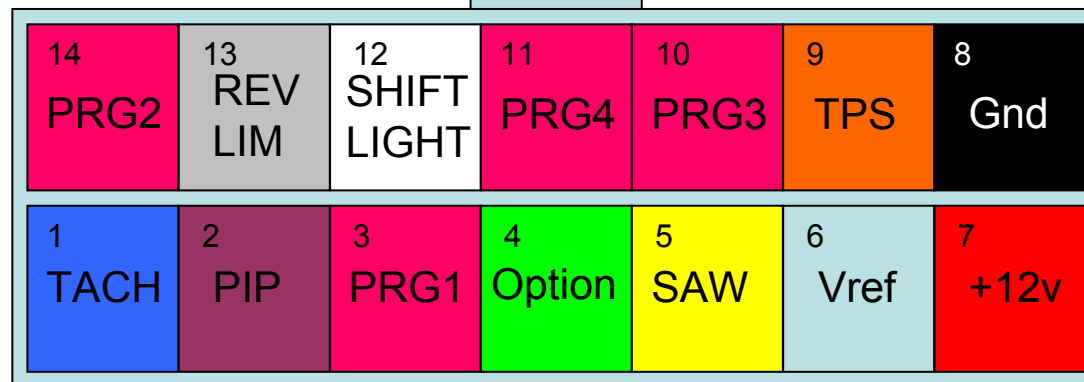 14
PRG2
13
REV
LIM
12
SHIFT
LIGHT
11
PRG4
10
PRG3
9
TPS
8
Gnd
1
TACH
2
PIP
3
PRG1
4
Option
5
SAW
6
Vref
7
+12v